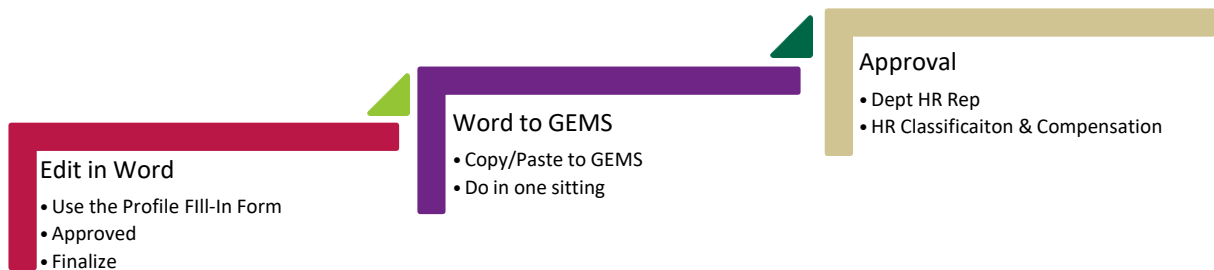 Edit in Word
• Use the Profile FIll-In Form
• Approved
• Finalize
Word to GEMS
• Copy/Paste to GEMS
• Do in one sitting
Approval
• Dept HR Rep
• HR Classificaiton & Compensation